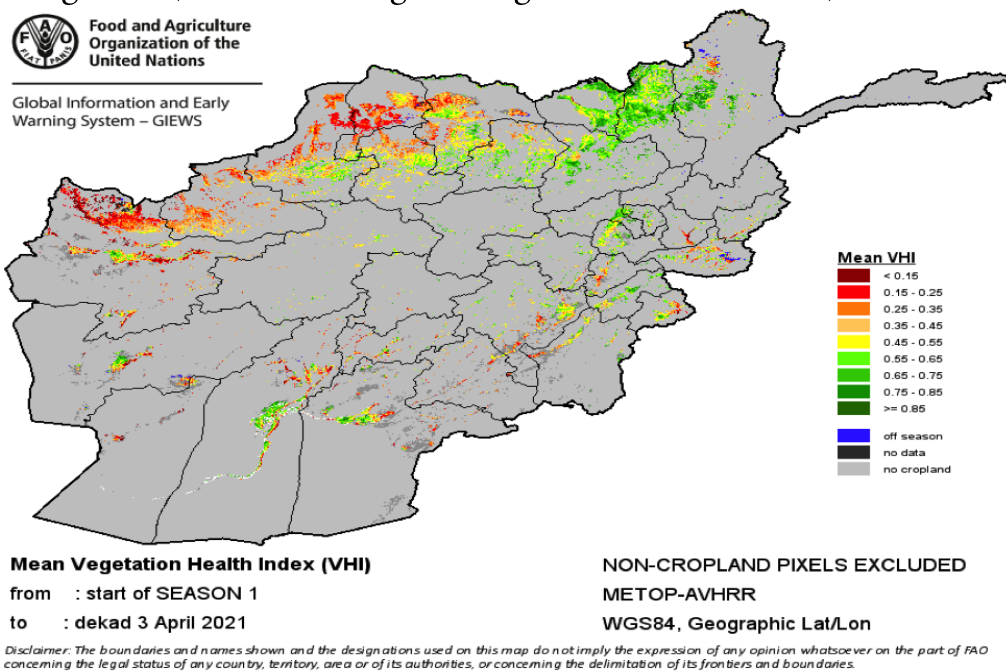 F A O
FIAT PANIS
Food and Agriculture
Organization of the
United Nations
Global Information and Early
Warning System – GIEWS
Mean VHI
< 0.15
0.15 - 0.25
0.25 - 0.35
0.35 - 0.45
0.45 - 0.55
0.55 - 0.65
0.65 - 0.75
0.75 - 0.85
>= 0.85
off season
no data
no cropland
Mean Vegetation Health Index (VHI)
from : start of SEASON 1
to : dekad 3 April 2021
NON-CROPLAND PIXELS EXCLUDED
METOP-AVHRR
WGS84, Geographic Lat/Lon
Disclaimer: The boundaries and names shown and the designations used on this map do not imply the expression of any opinion whatsoever on the part of FAO
concerning the legal status of any country, territory, area or of its authorities, or concerning the delimitation of its frontiers and boundaries.